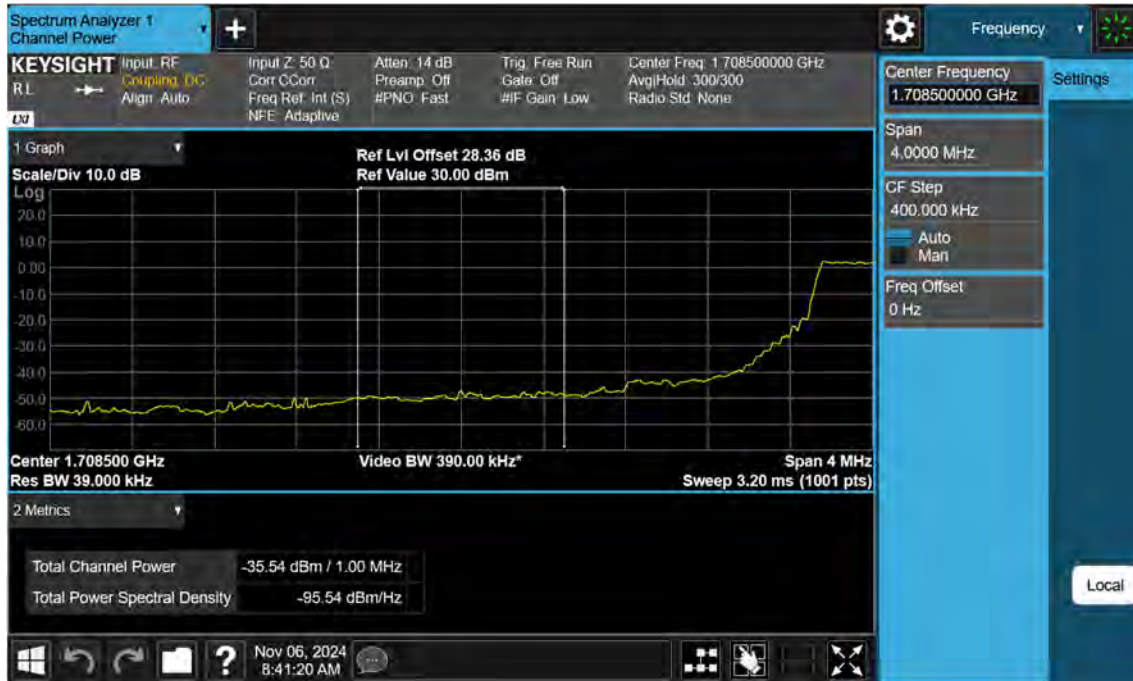 Spectrum Analyzer 1
Channel Power
Frequency
KEYSIGHT
RL
LXI
Input: RF
Coupling: DC
Align: Auto
Input Z: 50 Ω
Corr CCorr
Freq Ref: Int (S)
NFE: Adaptive
Atten: 14 dB
Preamp: Off
#PNO: Fast
Trig: Free Run
Gate: Off
#IF Gain: Low
Center Freq: 1.708500000 GHz
Avg|Hold: 300/300
Radio Std: None
Center Frequency
1.708500000 GHz
Settings
Span
4.0000 MHz
CF Step
400.000 kHz
Auto
Man
Freq Offset
0 Hz
Local
1 Graph
Scale/Div 10.0 dB
Ref Lvl Offset 28.36 dB
Ref Value 30.00 dBm
Log
20.0
10.0
0.00
-10.0
-20.0
-30.0
-40.0
-50.0
-60.0
Center 1.708500 GHz
Video BW 390.00 kHz*
Span 4 MHz
Res BW 39.000 kHz
Sweep 3.20 ms (1001 pts)
2 Metrics
Total Channel Power -35.54 dBm / 1.00 MHz
Total Power Spectral Density -95.54 dBm/Hz
?
Nov 06, 2024
8:41:20 AM